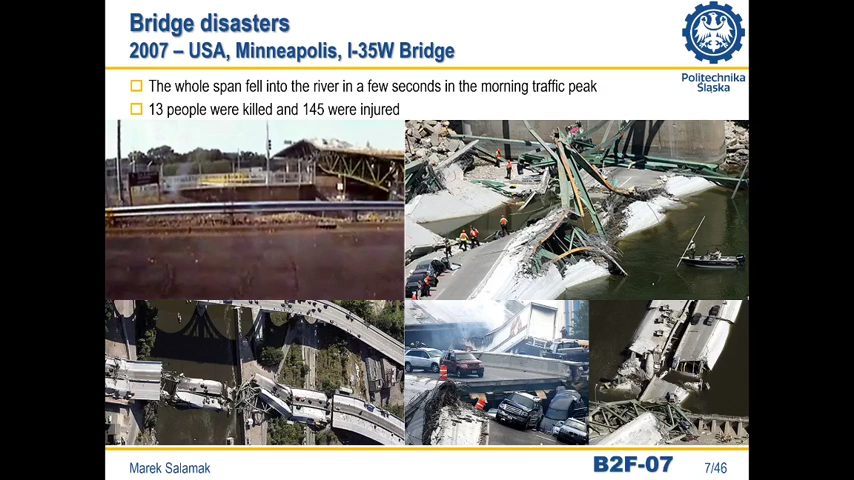 Bridge disasters
2007 – USA, Minneapolis, I-35W Bridge
Politechnika
Śląska
The whole span fell into the river in a few seconds in the morning traffic peak
13 people were killed and 145 were injured
Marek Salamak
B2F-07
7/46